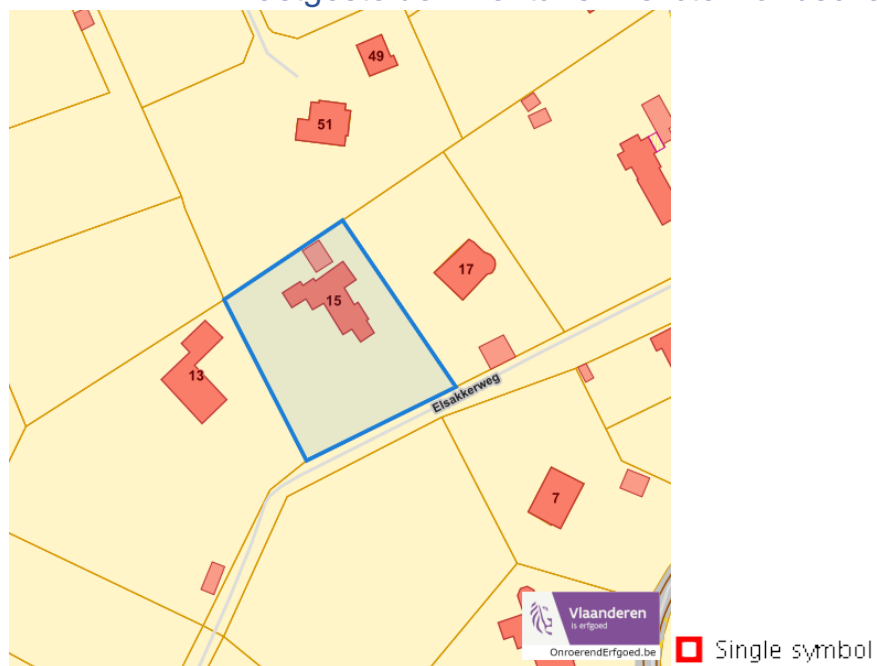 49
51
17
15
13
Elsakkerweg
7
Vlaanderen
is erfgoed
OnroerendErfgoed.be
Single symbol